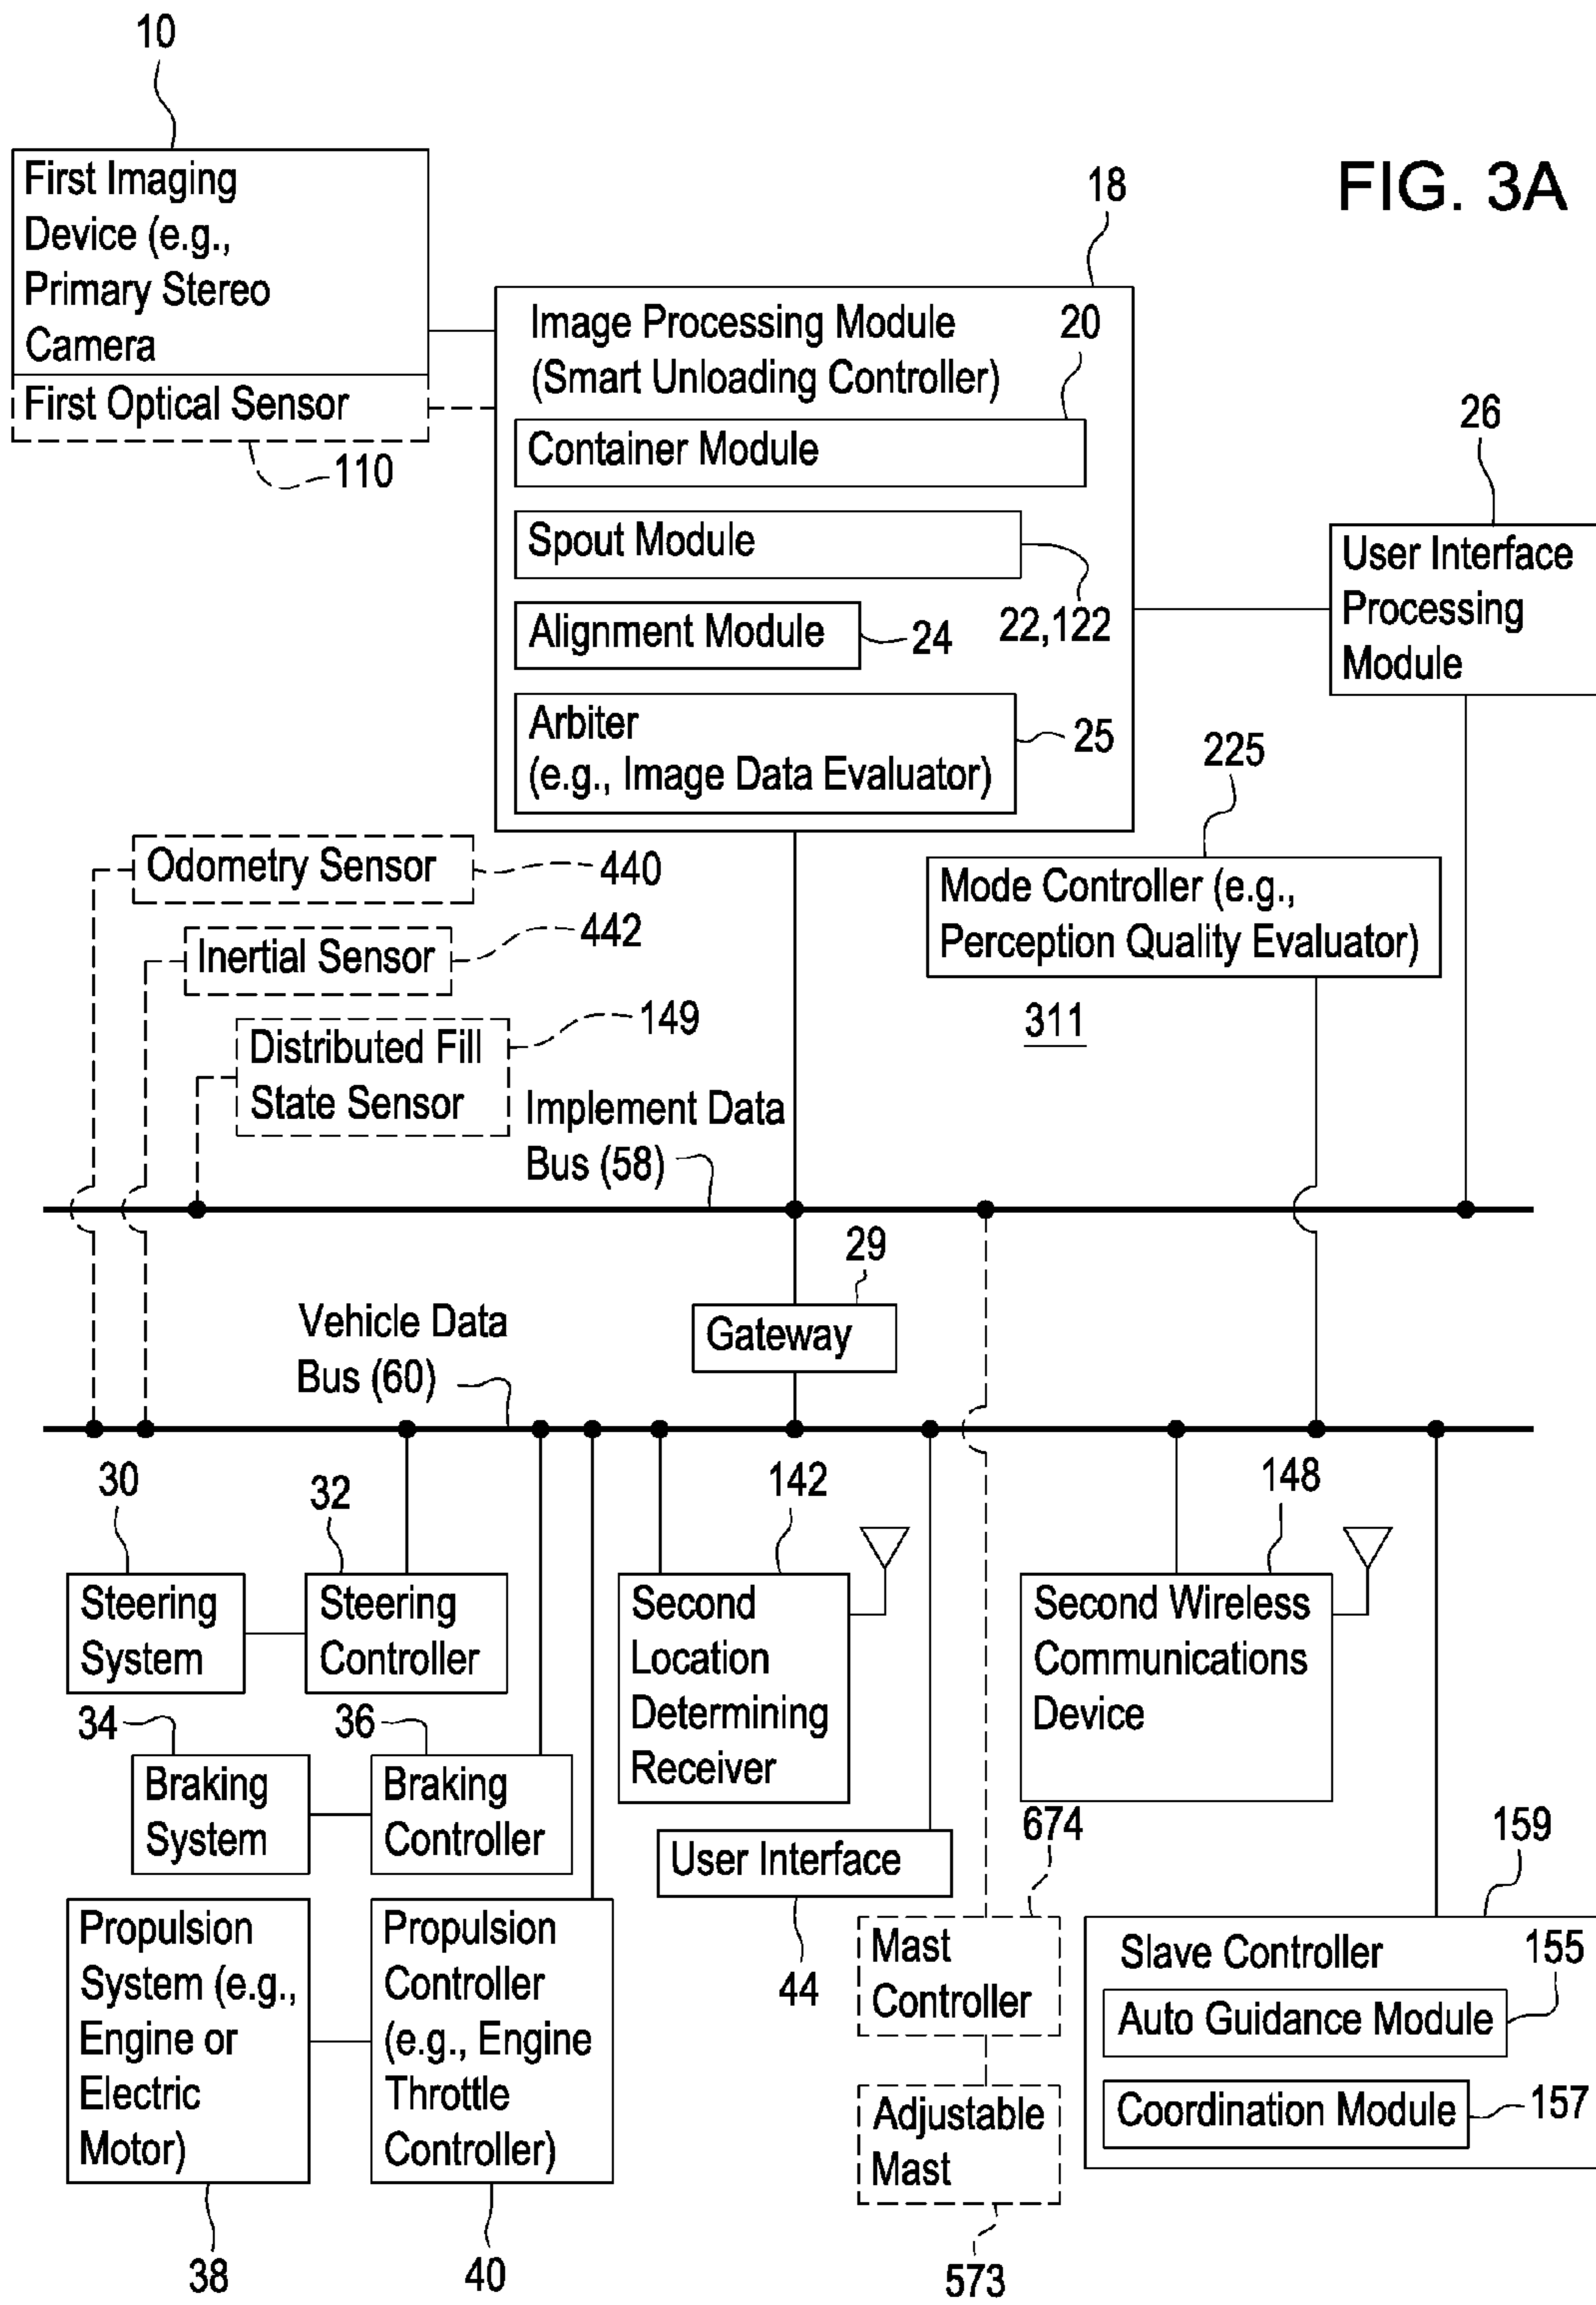 10
FIG. 3A
First Imaging
Device (e.g.,
Primary Stereo
Camera
First Optical Sensor
110
18
Image Processing Module
(Smart Unloading Controller)
20
Container Module
Spout Module
22,122
Alignment Module
24
Arbiter
(e.g., Image Data Evaluator)
25
26
User Interface
Processing
Module
225
Mode Controller (e.g.,
Perception Quality Evaluator)
311
Odometry Sensor
440
Inertial Sensor
442
Distributed Fill
State Sensor
149
Implement Data
Bus (58)
29
Gateway
Vehicle Data
Bus (60)
30
Steering
System
32
Steering
Controller
34
Braking
System
36
Braking
Controller
Propulsion
System (e.g.,
Engine or
Electric
Motor)
38
Propulsion
Controller
(e.g., Engine
Throttle
Controller)
40
142
Second
Location
Determining
Receiver
User Interface
44
148
Second Wireless
Communications
Device
674
Mast
Controller
Adjustable
Mast
573
159
Slave Controller
155
Auto Guidance Module
Coordination Module
157